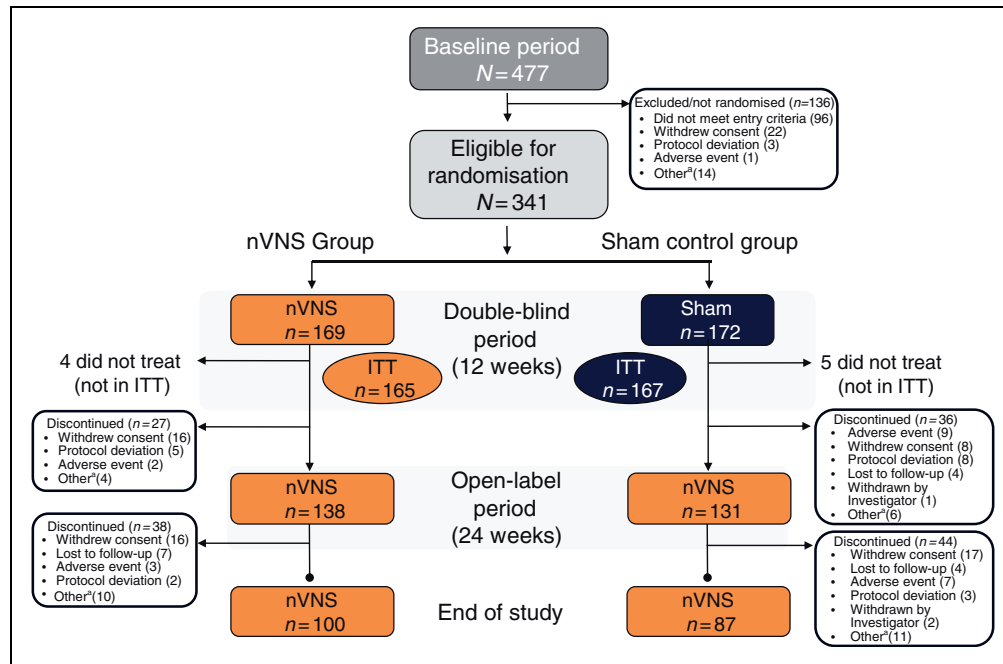 Baseline period
N=477
Excluded/not randomised (n=136)
• Did not meet entry criteria (96)
• Withdrew consent (22)
• Protocol deviation (3)
• Adverse event (1)
• Otherᵃ(14)
Eligible for
randomisation
N=341
nVNS Group
Sham control group
nVNS
n=169
Double-blind
period
(12 weeks)
Sham
n=172
4 did not treat
(not in ITT)
ITT
n=165
ITT
n=167
5 did not treat
(not in ITT)
Discontinued (n=27)
• Withdrew consent (16)
• Protocol deviation (5)
• Adverse event (2)
• Otherᵃ(4)
Discontinued (n=36)
• Adverse event (9)
• Withdrew consent (8)
• Protocol deviation (8)
• Lost to follow-up (4)
• Withdrawn by
Investigator (1)
• Otherᵃ(6)
nVNS
n=138
Open-label
period
(24 weeks)
nVNS
n=131
Discontinued (n=38)
• Withdrew consent (16)
• Lost to follow-up (7)
• Adverse event (3)
• Protocol deviation (2)
• Otherᵃ(10)
Discontinued (n=44)
• Withdrew consent (17)
• Lost to follow-up (4)
• Adverse event (7)
• Protocol deviation (3)
• Withdrawn by
Investigator (2)
• Otherᵃ(11)
nVNS
n=100
End of study
nVNS
n=87